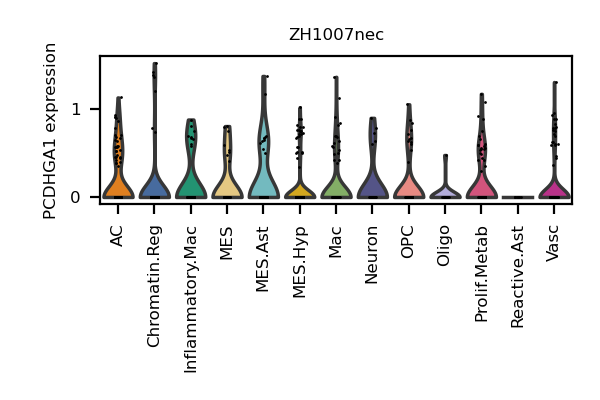 ZH1007nec
PCDHGA1 expression
1
0
AC
Chromatin.Reg
Inflammatory.Mac
MES
MES.Ast
MES.Hyp
Mac
Neuron
OPC
Oligo
Prolif.Metab
Reactive.Ast
Vasc